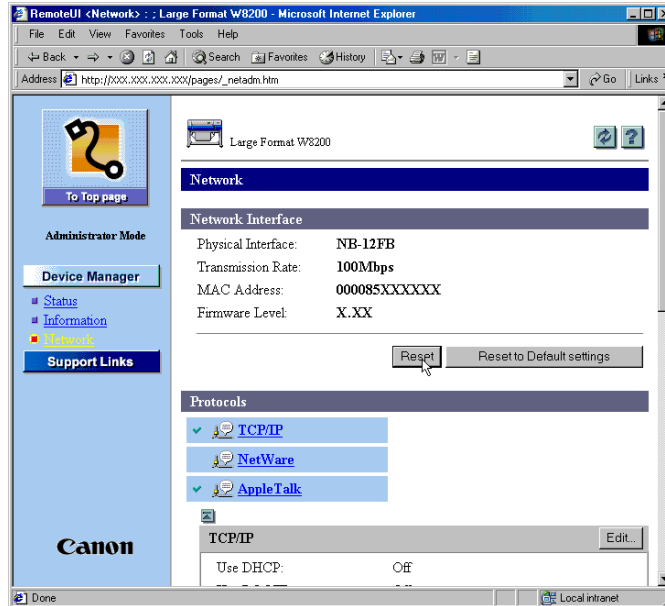 RemoteUI <Network> : ; Large Format W8200 - Microsoft Internet Explorer
File Edit View Favorites Tools Help
Back Search Favorites History
Address http://XXX.XXX.XXX.XXX/pages/_netadm.htm Go Links
To Top page
Administrator Mode
Device Manager
Status
Information
Network
Support Links
Canon
Large Format W8200
Network
Network Interface
Physical Interface: NB-12FB
Transmission Rate: 100Mbps
MAC Address: 000085XXXXXX
Firmware Level: X.XX
Reset Reset to Default settings
Protocols
TCP/IP
NetWare
AppleTalk
TCP/IP Edit...
Use DHCP: Off
Done Local intranet